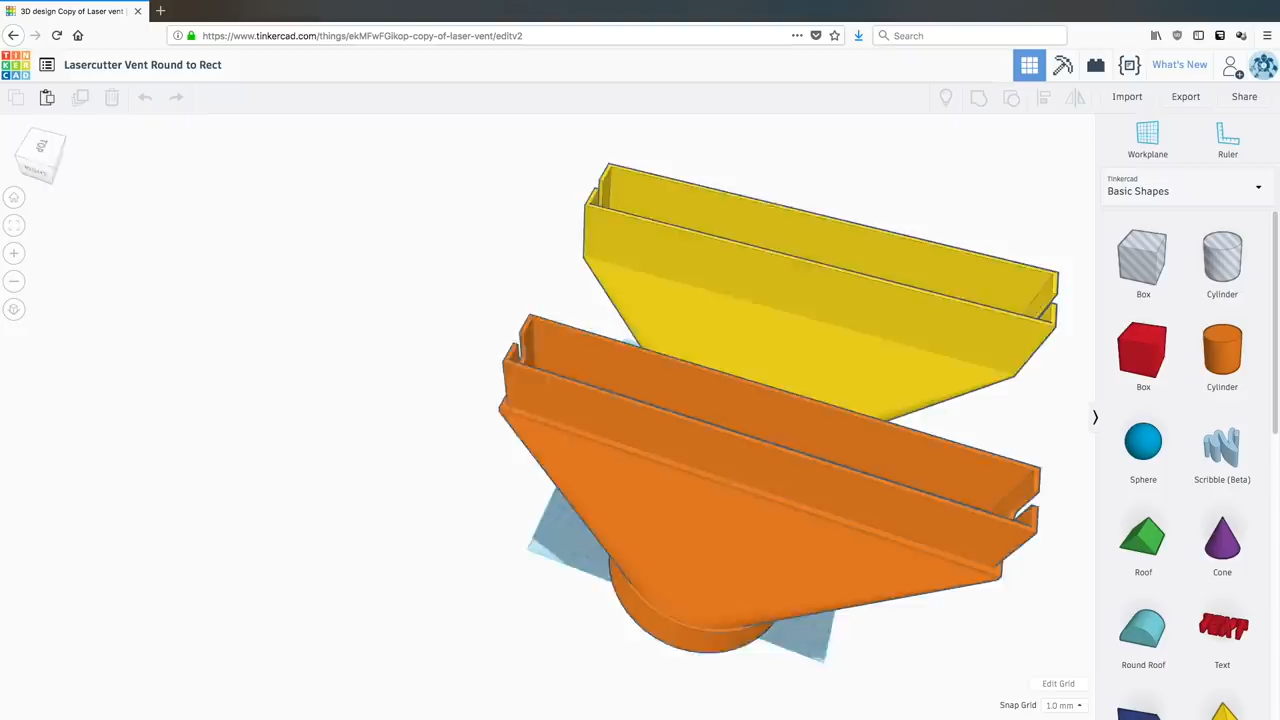 3D design Copy of Laser vent
https://www.tinkercad.com/things/ekMFwFGikop-copy-of-laser-vent/editv2
Search
TIN
KER
CAD
Lasercutter Vent Round to Rect
What's New
Import
Export
Share
TOP
Workplane
Ruler
Tinkercad
Basic Shapes
Box
Cylinder
Box
Cylinder
Sphere
Scribble (Beta)
Roof
Cone
Round Roof
TEXT
Text
Edit Grid
Snap Grid
1.0 mm